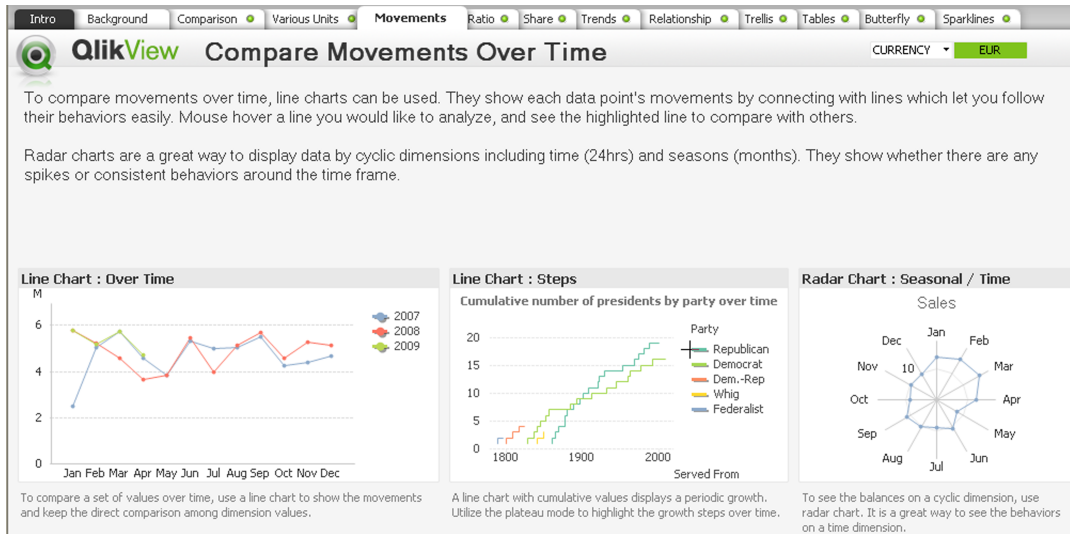 Intro Background Comparison Various Units Movements Ratio Share Trends Relationship Trellis Tables Butterfly Sparklines
QlikView Compare Movements Over Time CURRENCY EUR
To compare movements over time, line charts can be used. They show each data point's movements by connecting with lines which let you follow
their behaviors easily. Mouse hover a line you would like to analyze, and see the highlighted line to compare with others.
Radar charts are a great way to display data by cyclic dimensions including time (24hrs) and seasons (months). They show whether there are any
spikes or consistent behaviors around the time frame.
Line Chart : Over Time
M
6
4
2
0
Jan Feb Mar Apr May Jun Jul Aug Sep Oct Nov Dec
2007
2008
2009
To compare a set of values over time, use a line chart to show the movements
and keep the direct comparison among dimension values.
Line Chart : Steps
Cumulative number of presidents by party over time
20
15
10
5
0
1800 1900 2000
Served From
Party
Republican
Democrat
Dem.-Rep
Whig
Federalist
A line chart with cumulative values displays a periodic growth.
Utilize the plateau mode to highlight the growth steps over time.
Radar Chart : Seasonal / Time
Sales
Jan
Feb
Mar
Apr
May
Jun
Jul
Aug
Sep
Oct
Nov
Dec
10
To see the balances on a cyclic dimension, use
radar chart. It is a great way to see the behaviors
on a time dimension.